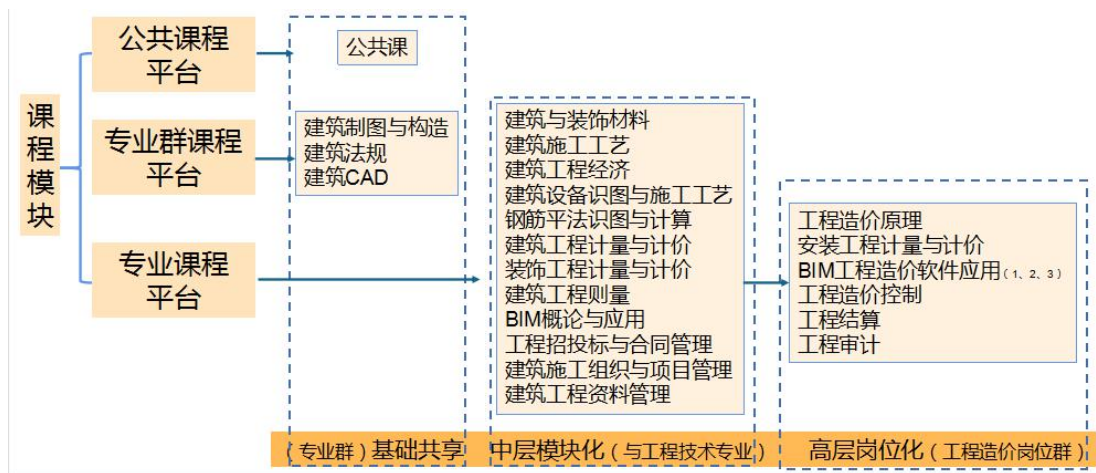 课程模块
公共课程
平台
专业群课程
平台
专业课程
平台
公共课
建筑制图与构造
建筑法规
建筑CAD
建筑与装饰材料
建筑施工工艺
建筑工程经济
建筑设备识图与施工工艺
钢筋平法识图与计算
建筑工程计量与计价
装饰工程计量与计价
建筑工程则量
BIM概论与应用
工程招投标与合同管理
建筑施工组织与项目管理
建筑工程资料管理
工程造价原理
安装工程计量与计价
BIM工程造价软件应用（1、2、3）
工程造价控制
工程结算
工程审计
（专业群）基础共享
中层模块化（与工程技术专业）
高层岗位化（工程造价岗位群）